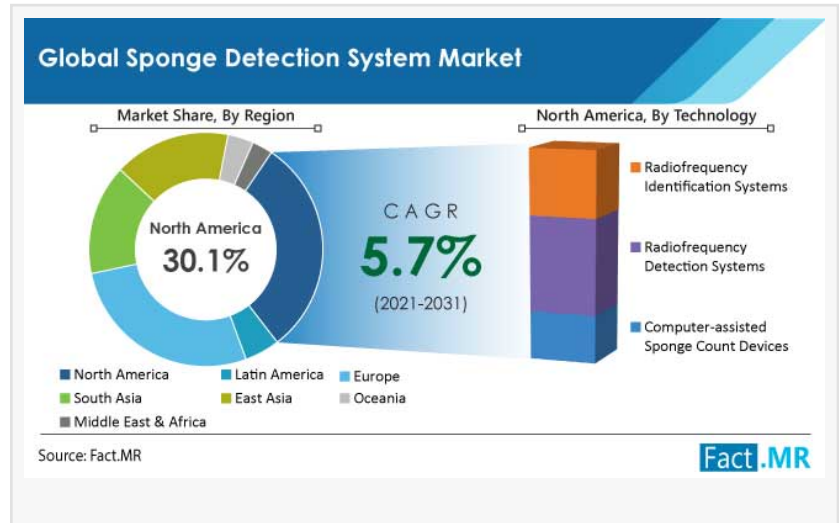 Global Sponge Detection System Market
Market Share, By Region
North America, By Technology
North America
30.1%
CAGR
5.7%
(2021-2031)
Radiofrequency
Identification Systems
Radiofrequency
Detection Systems
Computer-assisted
Sponge Count Devices
North America
Latin America
Europe
South Asia
East Asia
Oceania
Middle East & Africa
Source: Fact.MR
Fact.MR